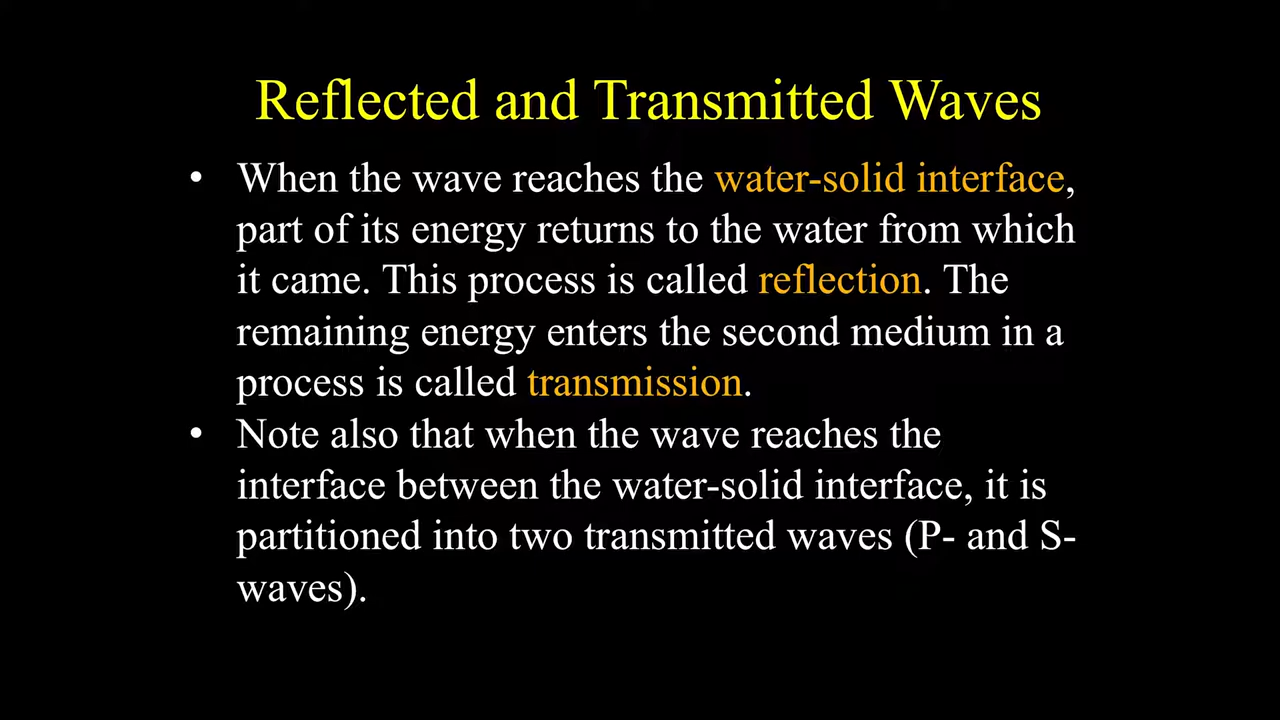 Reflected and Transmitted Waves
• When the wave reaches the water-solid interface,
part of its energy returns to the water from which
it came. This process is called reflection. The
remaining energy enters the second medium in a
process is called transmission.
• Note also that when the wave reaches the
interface between the water-solid interface, it is
partitioned into two transmitted waves (P- and S-
waves).